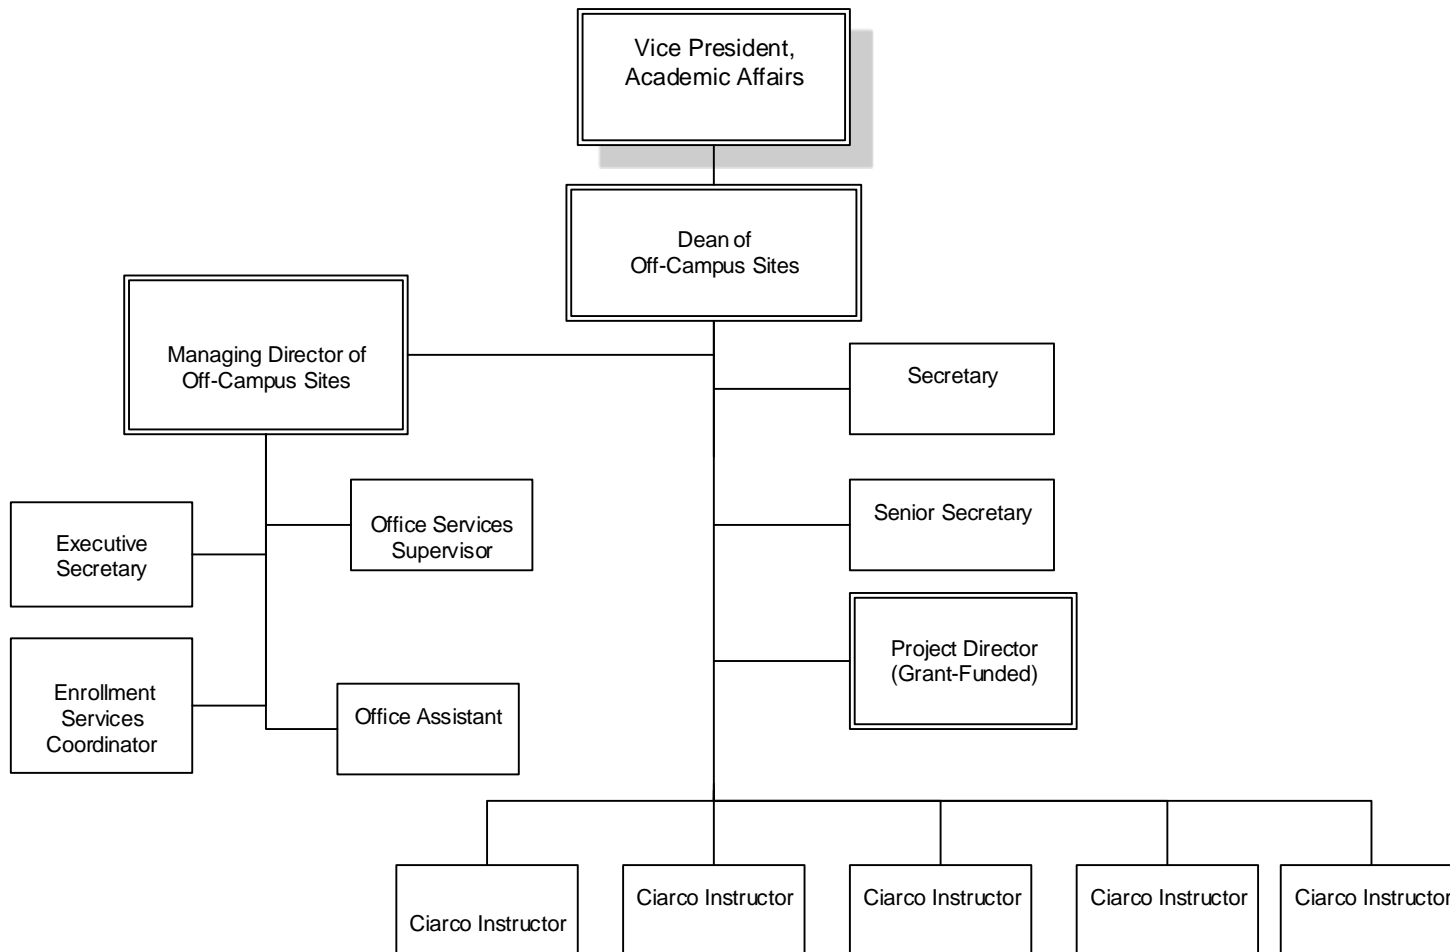 Vice President,
Academic Affairs
Dean of
Off-Campus Sites
Managing Director of
Off-Campus Sites
Secretary
Executive
Secretary
Office Services
Supervisor
Senior Secretary
Enrollment
Services
Coordinator
Office Assistant
Project Director
(Grant-Funded)
Ciarco Instructor
Ciarco Instructor
Ciarco Instructor
Ciarco Instructor
Ciarco Instructor